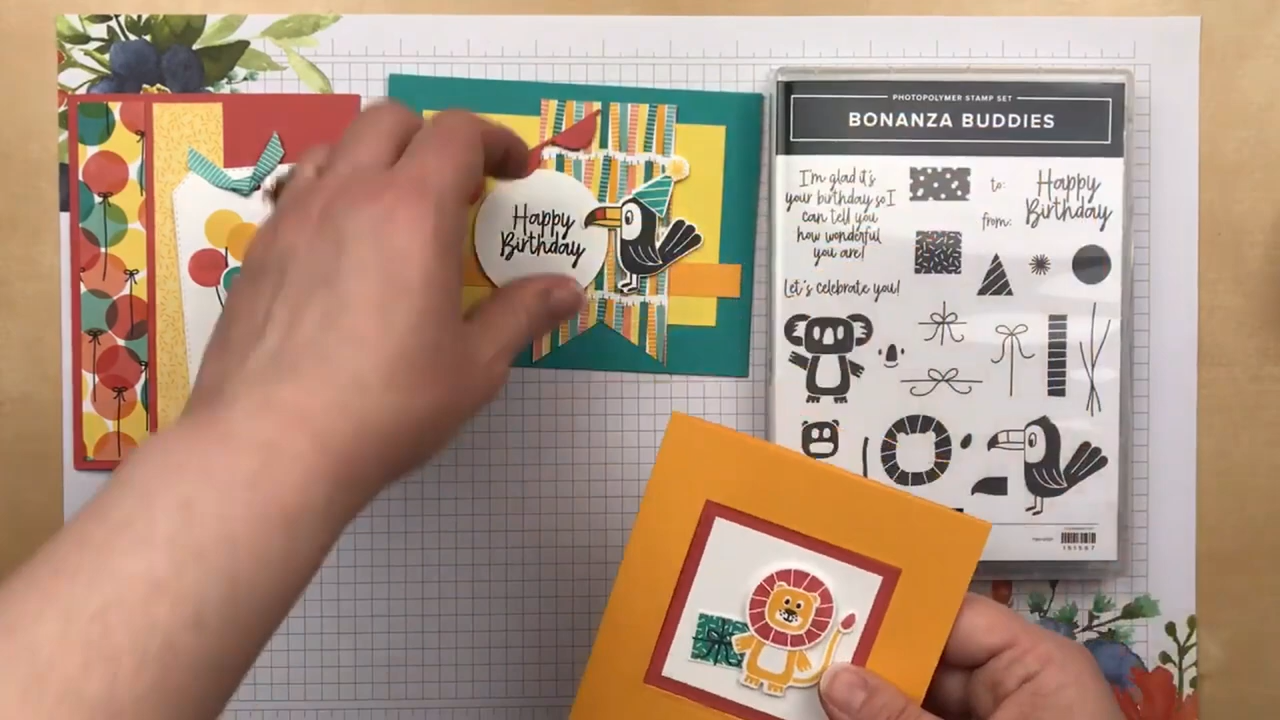 Happy
Birthday
PHOTOPOLYMER STAMP SET
BONANZA BUDDIES
I'm glad it's
your birthday so I
can tell you
how wonderful
you are!
Let's celebrate you!
to:
from:
Happy
Birthday
151567